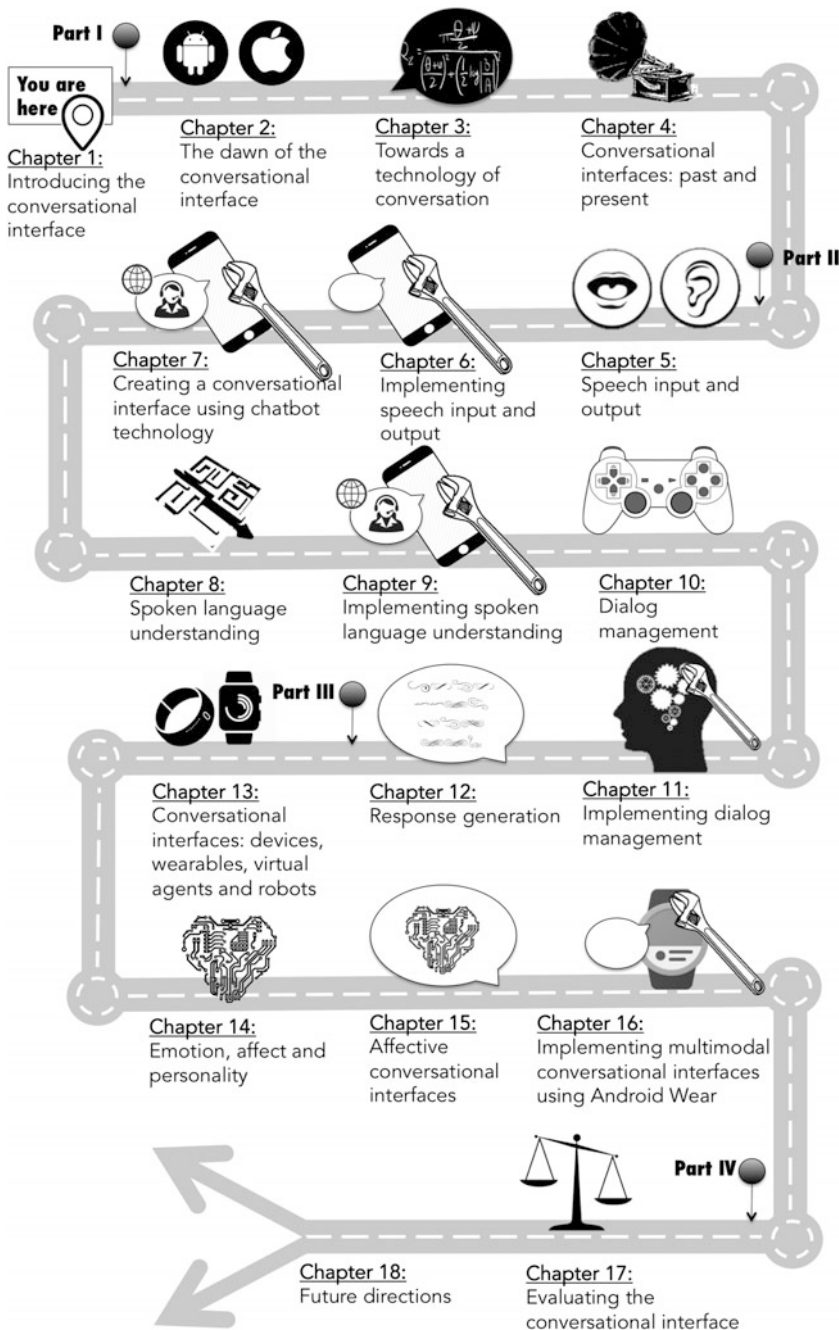 Part I
You are
here
Chapter 1:
Introducing the
conversational
interface
Chapter 2:
The dawn of the
conversational
interface
Chapter 3:
Towards a
technology of
conversation
Chapter 4:
Conversational
interfaces: past and
present
Part II
Chapter 7:
Creating a conversational
interface using chatbot
technology
Chapter 6:
Implementing
speech input and
output
Chapter 5:
Speech input and
output
Chapter 8:
Spoken language
understanding
Chapter 9:
Implementing spoken
language understanding
Chapter 10:
Dialog
management
Part III
Chapter 13:
Conversational
interfaces: devices,
wearables, virtual
agents and robots
Chapter 12:
Response generation
Chapter 11:
Implementing dialog
management
Chapter 14:
Emotion, affect and
personality
Chapter 15:
Affective
conversational
interfaces
Chapter 16:
Implementing multimodal
conversational interfaces
using Android Wear
Part IV
Chapter 18:
Future directions
Chapter 17:
Evaluating the
conversational interface